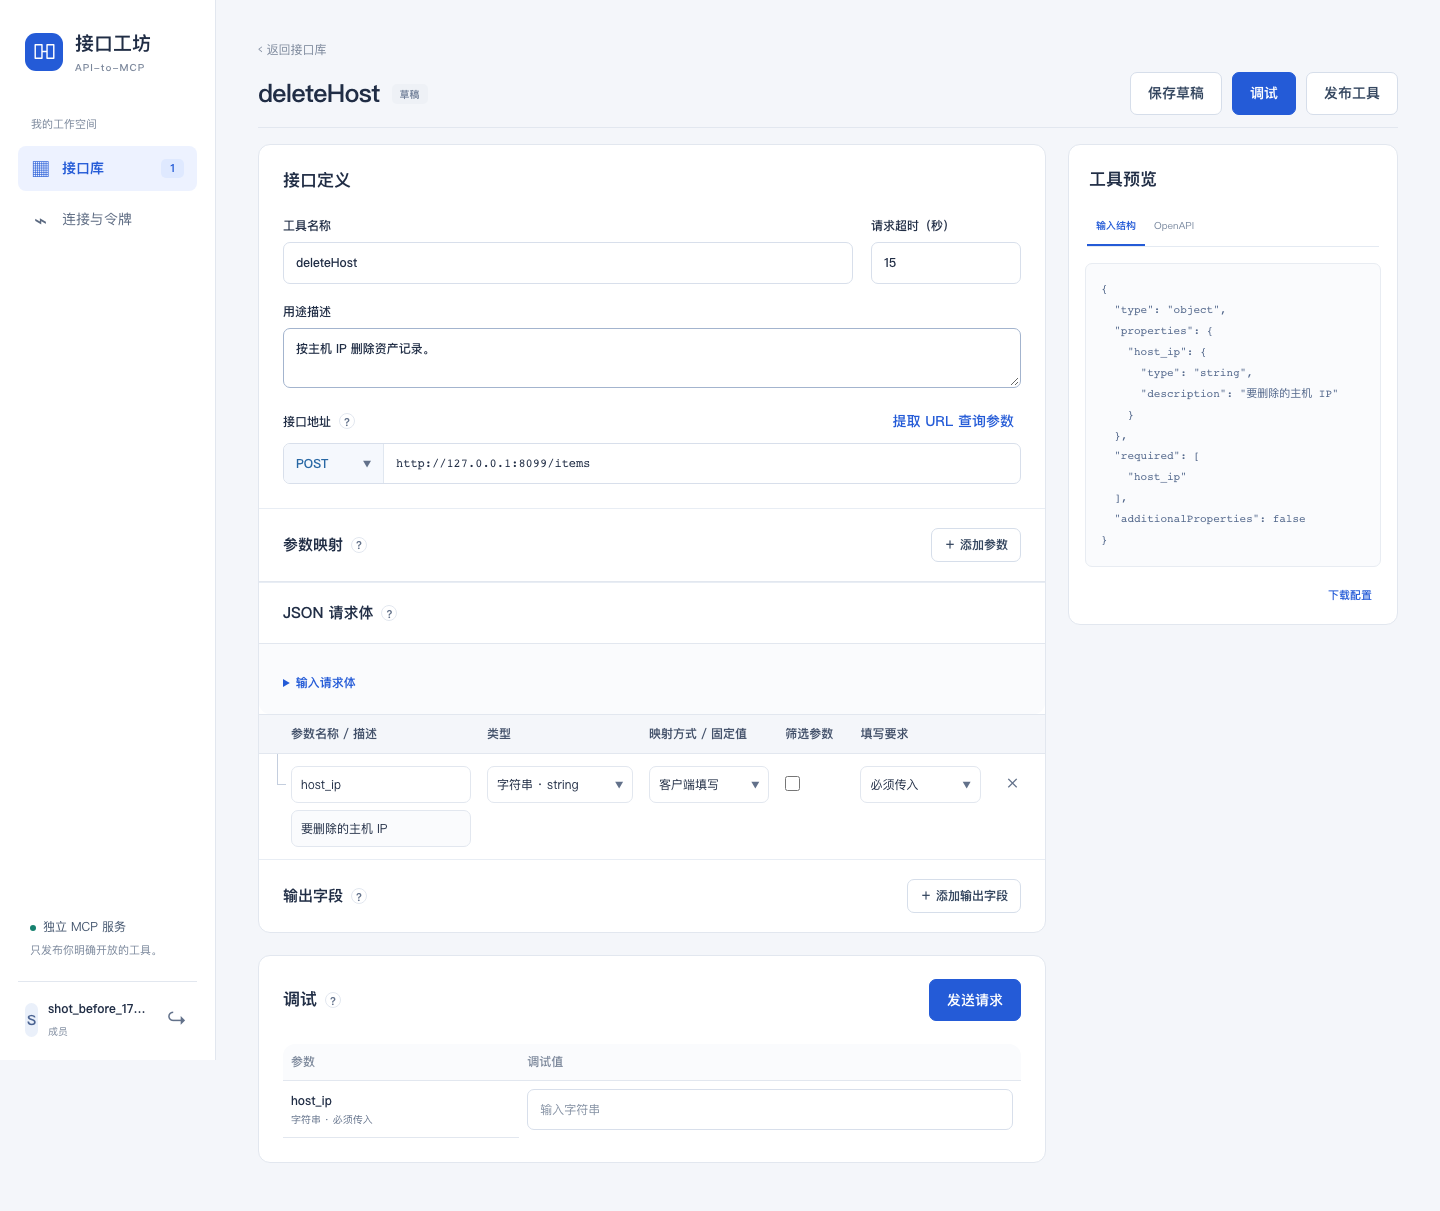 接口工坊
API-to-MCP
我的工作空间
接口库 1
连接与令牌
独立 MCP 服务
只发布你明确开放的工具。
S shot_before_17...
成员
‹ 返回接口库
deleteHost 草稿
保存草稿 调试 发布工具
接口定义
工具名称 请求超时（秒）
deleteHost 15
用途描述
按主机 IP 删除资产记录。
接口地址 ? 提取 URL 查询参数
POST ▼ http://127.0.0.1:8099/items
参数映射 ? + 添加参数
JSON 请求体 ?
▶ 输入请求体
参数名称 / 描述 类型 映射方式 / 固定值 筛选参数 填写要求
host_ip 字符串 · string ▼ 客户端填写 ▼ 必须传入 ▼ ×
要删除的主机 IP
输出字段 ? + 添加输出字段
调试 ? 发送请求
参数 调试值
host_ip 输入字符串
字符串 · 必须传入
工具预览
输入结构 OpenAPI
{
"type": "object",
"properties": {
"host_ip": {
"type": "string",
"description": "要删除的主机 IP"
}
},
"required": [
"host_ip"
],
"additionalProperties": false
}
下载配置